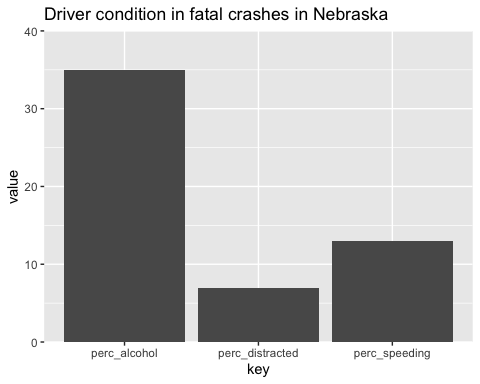 Driver condition in fatal crashes in Nebraska
40
30
20
10
0
value
perc_alcohol
perc_distracted
perc_speeding
key